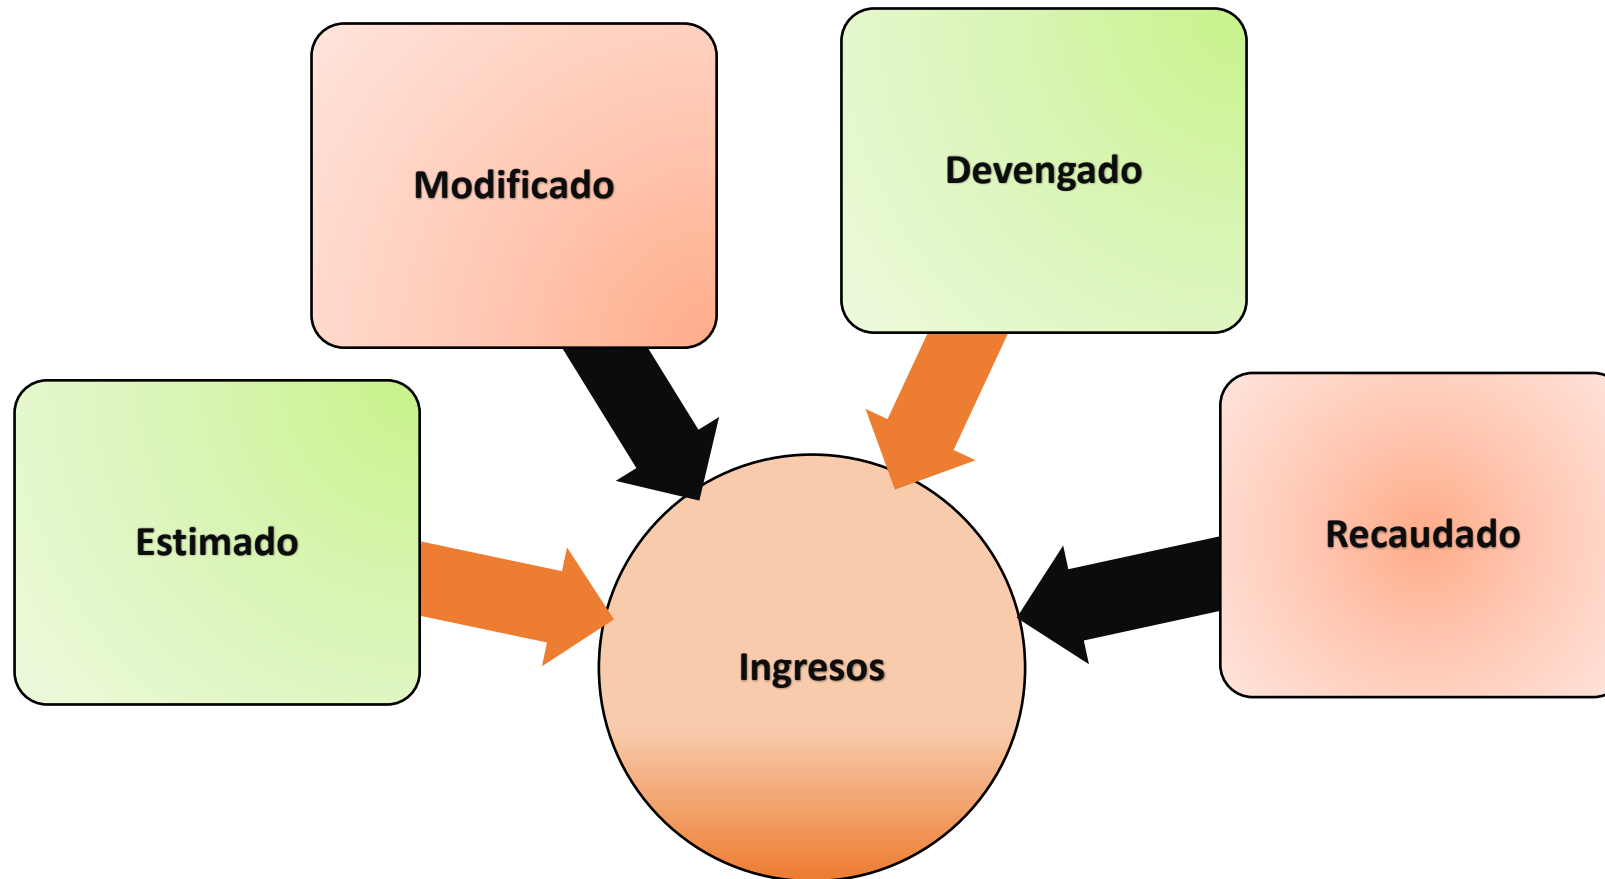 Modificado
Devengado
Estimado
Recaudado
Ingresos